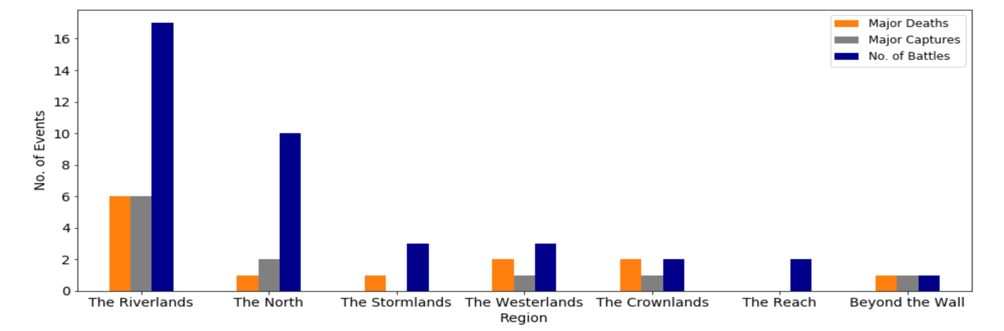 Major Deaths
Major Captures
No. of Battles
No. of Events
16
14
12
10
8
6
4
2
0
The Riverlands The North The Stormlands The Westerlands The Crownlands The Reach Beyond the Wall
Region